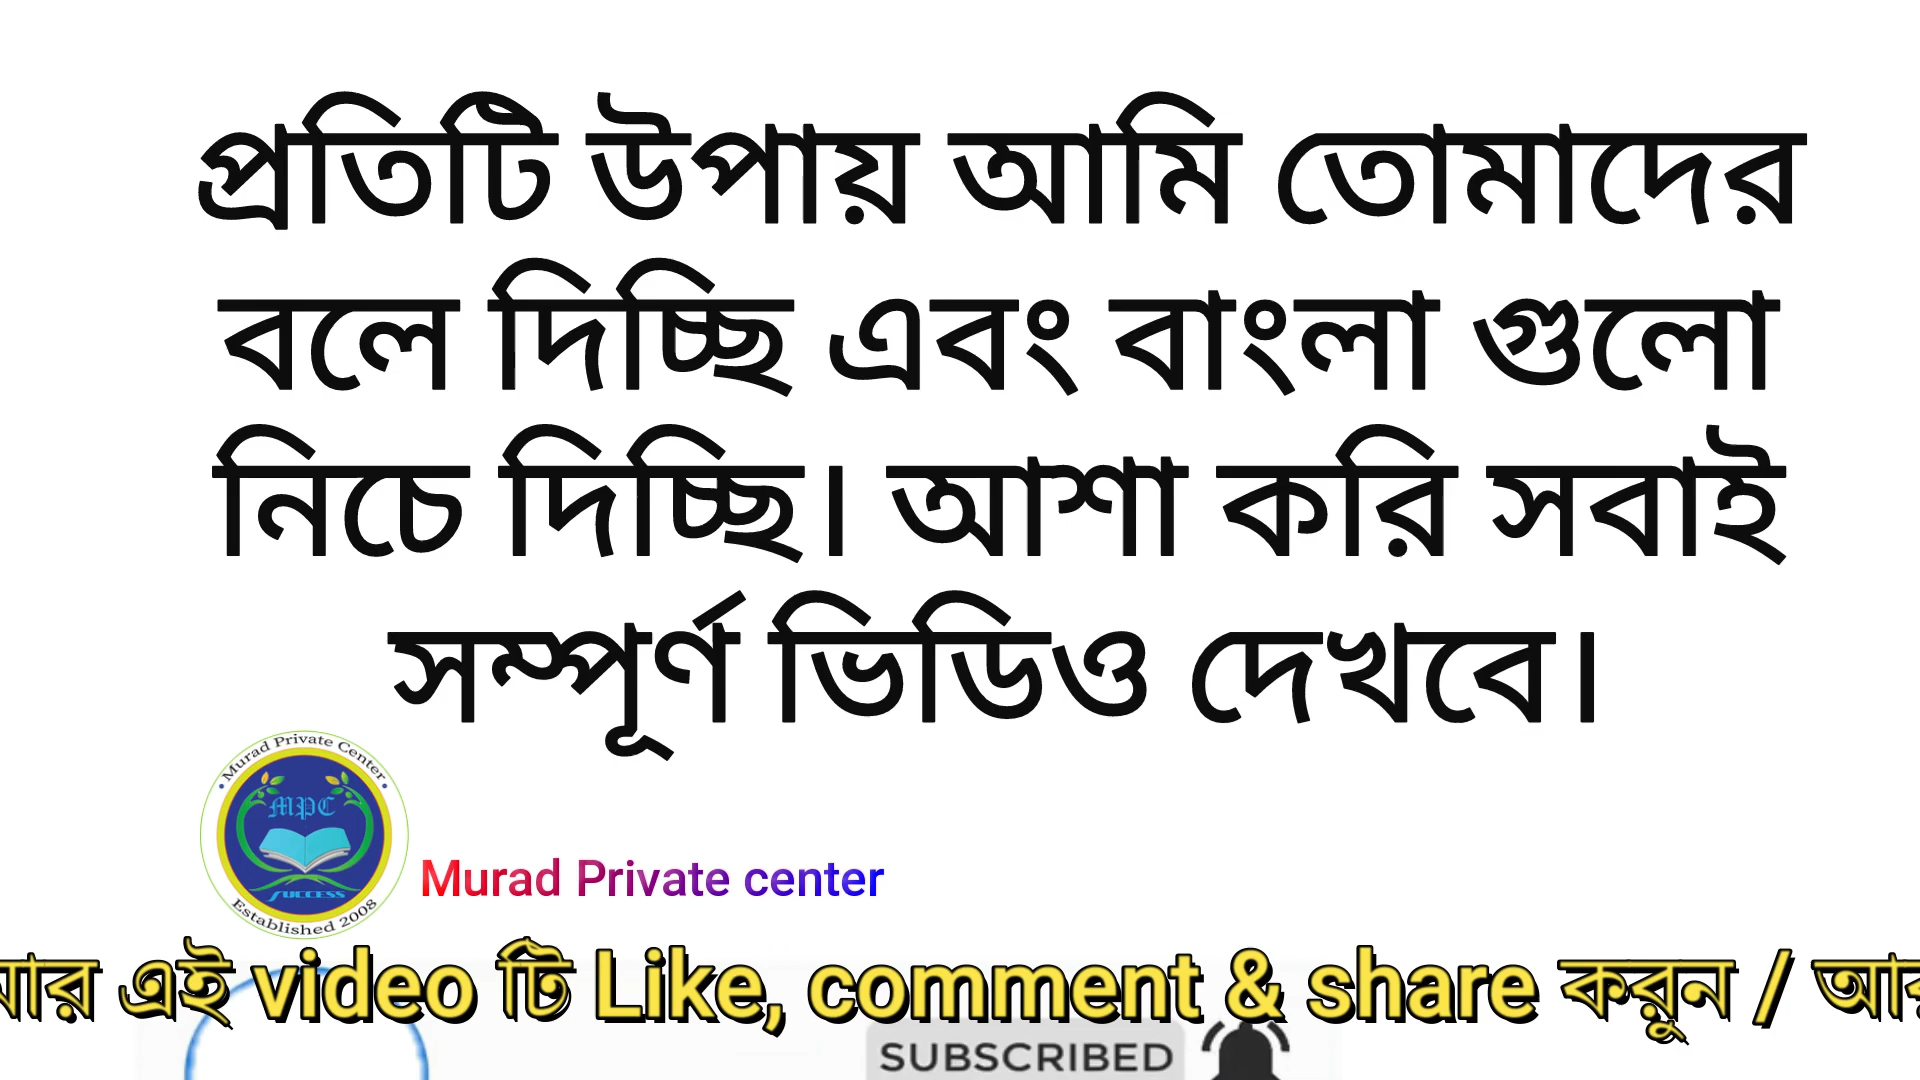 প্রতিটি উপায় আমি তোমাদের
বলে দিচ্ছি এবং বাংলা গুলো
নিচে দিচ্ছি। আশা করি সবাই
সম্পূর্ণ ভিডিও দেখবে।
Murad Private Center
MPC
SUCCESS
Established 2008
Murad Private center
এই video টি Like, comment & share করুন /
SUBSCRIBED